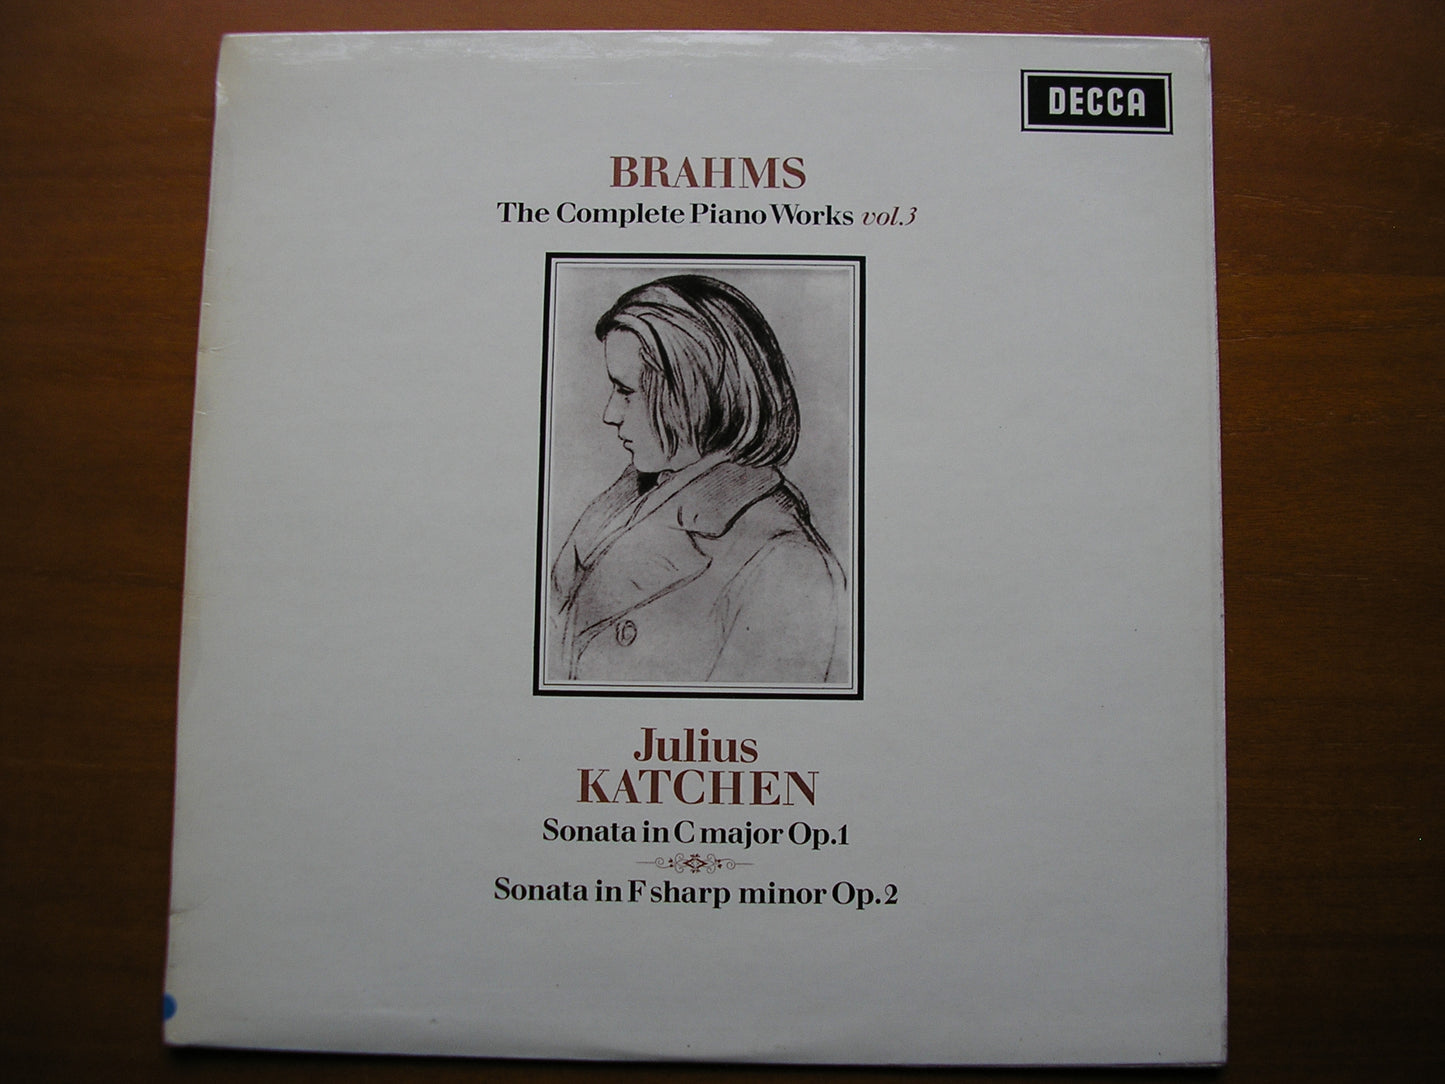 DECCA
BRAHMS
The Complete Piano Works vol.3
Julius
KATCHEN
Sonata in C major Op.1
Sonata in F sharp minor Op.2